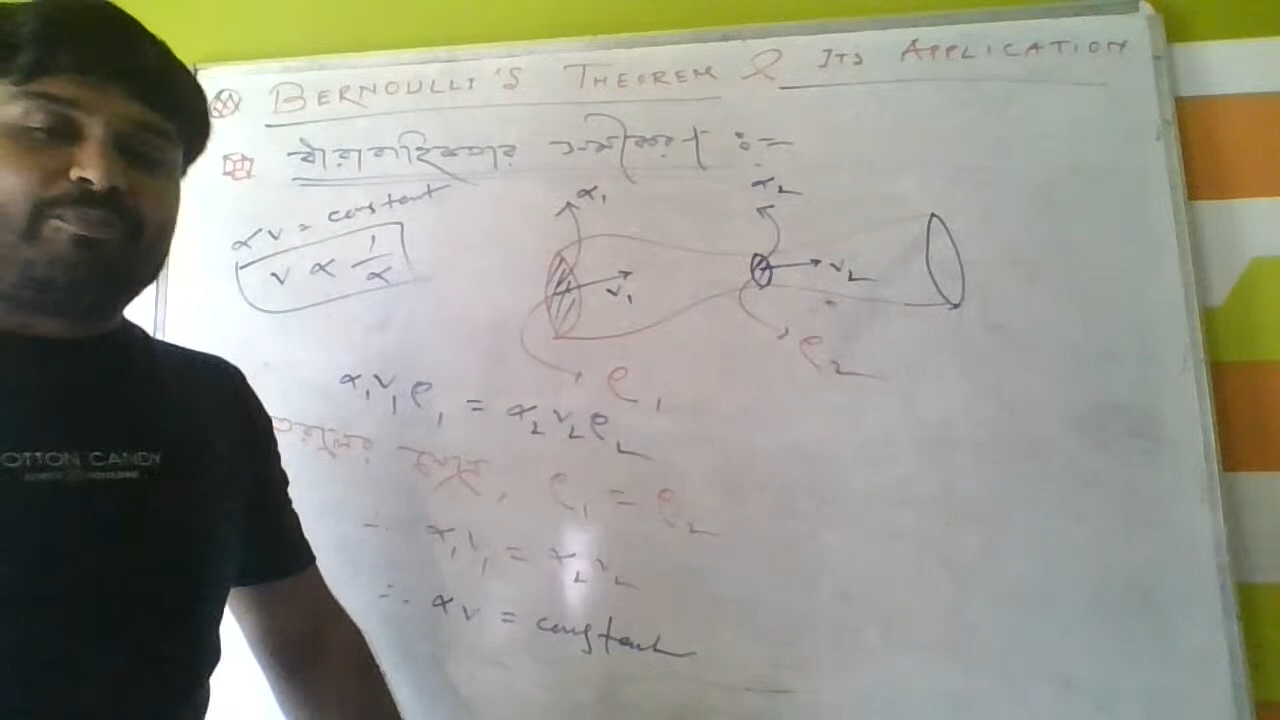 BERNOULLI'S THEOREM & ITS APPLICATION
:-
αv = constant
v ∝ 1/α
α₁
α₂
v₁
v₂
ρ₁
ρ₂
α₁v₁ρ₁ = α₂v₂ρ₂
, ρ₁ = ρ₂
∴ α₁v₁ = α₂v₂
∴ αv = constant
OTTON CANDY